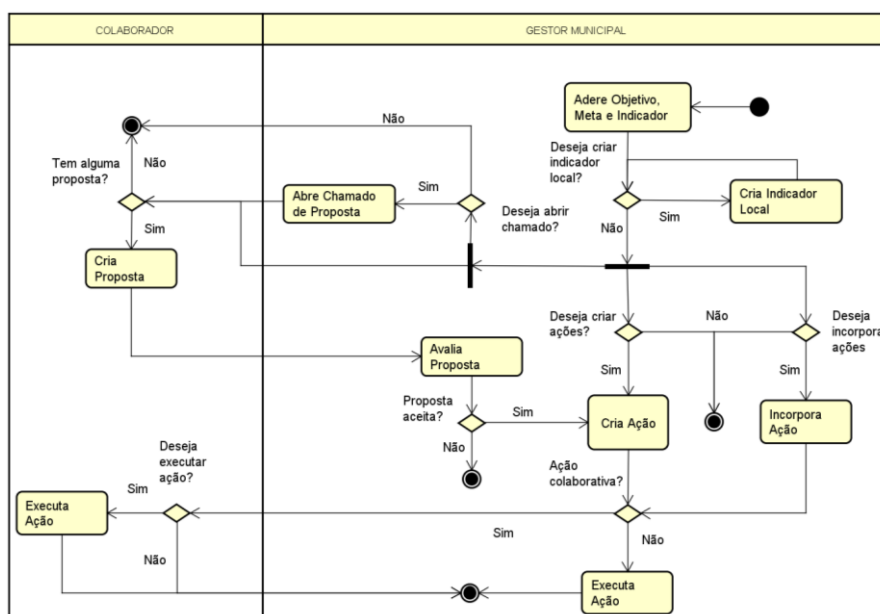 COLABORADOR
GESTOR MUNICIPAL
Adere Objetivo,
Meta e Indicador
Não
Tem alguma
proposta?
Não
Deseja criar
indicador
local?
Abre Chamado
de Proposta
Sim
Deseja abrir
chamado?
Sim
Cria Indicador
Local
Sim
Não
Cria
Proposta
Deseja criar
ações?
Não
Deseja
incorpora
ações
Avalia
Proposta
Sim
Sim
Proposta
aceita?
Sim
Cria Ação
Incorpora
Ação
Não
Deseja
executar
ação?
Ação
colaborativa?
Sim
Executa
Ação
Sim
Não
Não
Executa
Ação